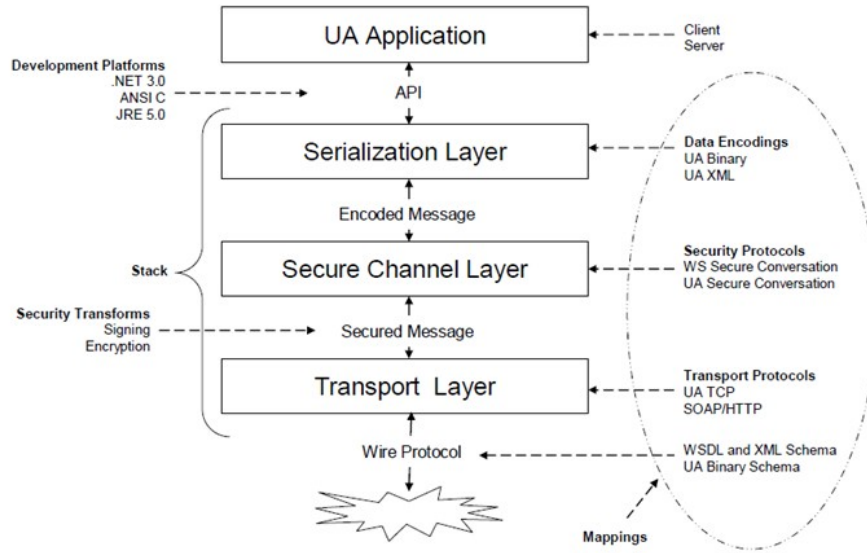 UA Application
Client
Server
Development Platforms
.NET 3.0
ANSI C
JRE 5.0
API
Serialization Layer
Data Encodings
UA Binary
UA XML
Encoded Message
Stack
Secure Channel Layer
Security Protocols
WS Secure Conversation
UA Secure Conversation
Security Transforms
Signing
Encryption
Secured Message
Transport Layer
Transport Protocols
UA TCP
SOAP/HTTP
Wire Protocol
WSDL and XML Schema
UA Binary Schema
Mappings